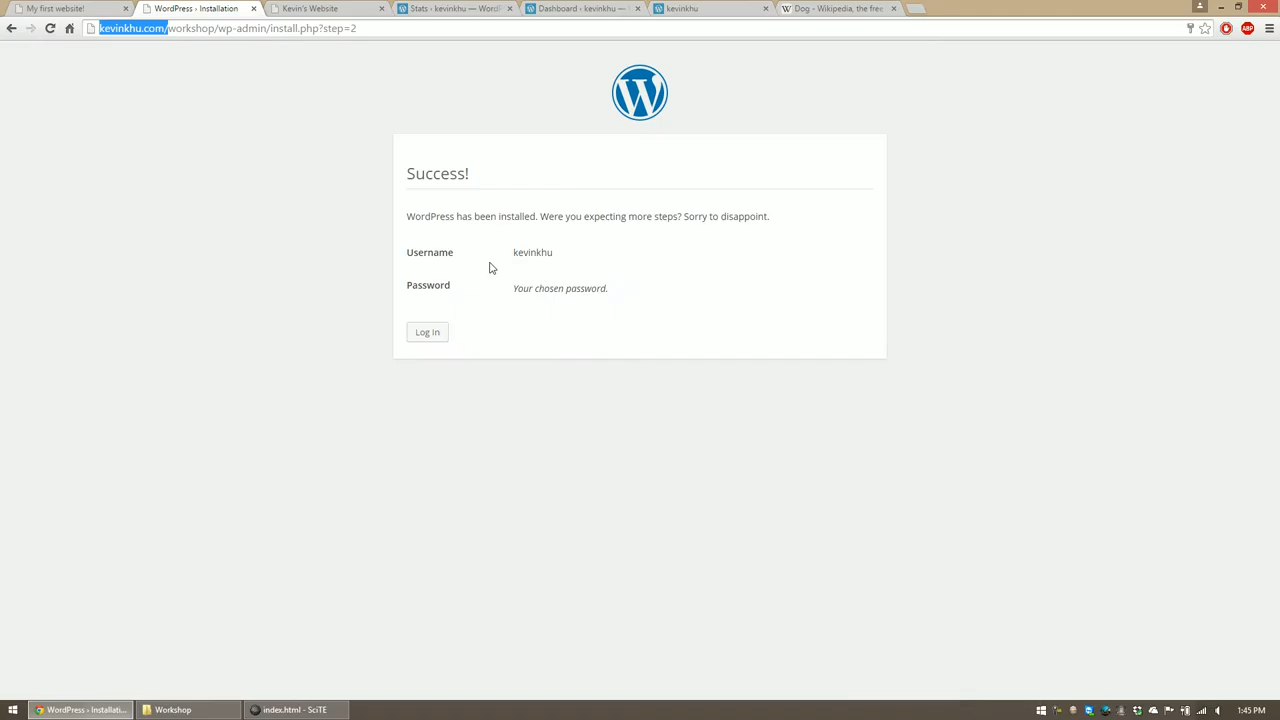 My first website!
WordPress › Installation
Kevin's Website
Stats ‹ kevinkhu — WordP
Dashboard ‹ kevinkhu —
kevinkhu
Dog - Wikipedia, the free
kevinkhu.com/workshop/wp-admin/install.php?step=2
ABP
Success!
WordPress has been installed. Were you expecting more steps? Sorry to disappoint.
Username kevinkhu
Password Your chosen password.
Log In
WordPress › Installati...
Workshop
index.html - SciTE
1:45 PM